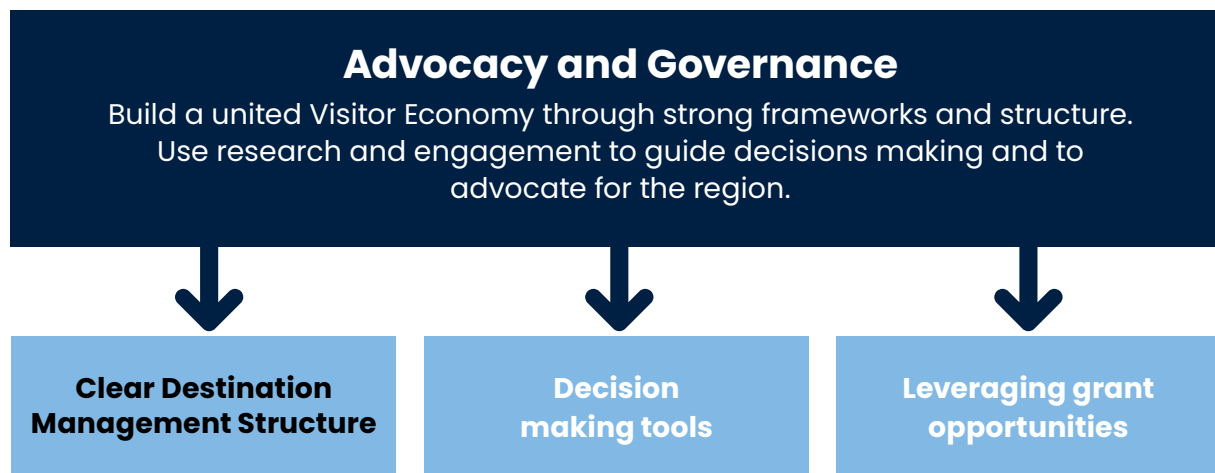 Advocacy and Governance
Build a united Visitor Economy through strong frameworks and structure.
Use research and engagement to guide decisions making and to
advocate for the region.
Clear Destination
Management Structure
Decision
making tools
Leveraging grant
opportunities